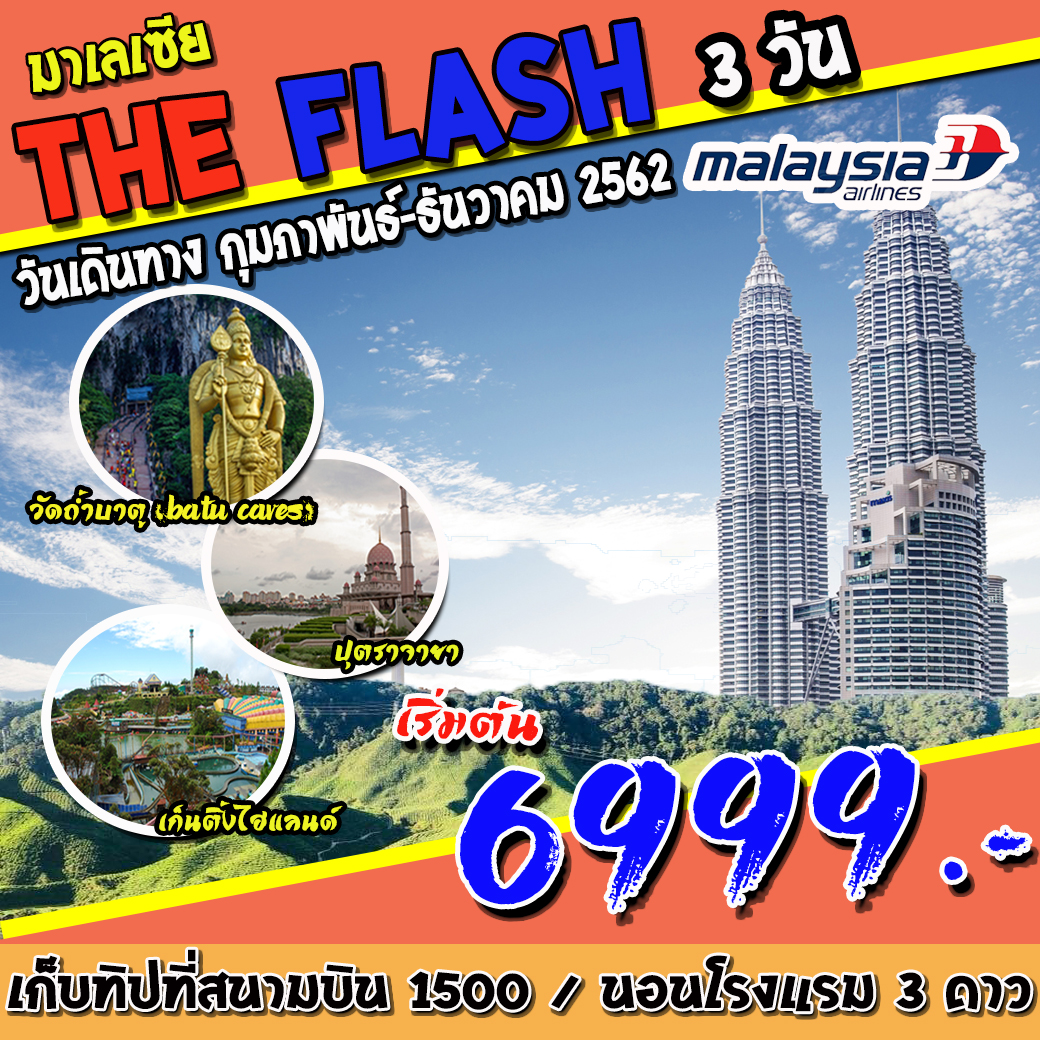 มาเลเซีย
THE FLASH 3 วัน
malaysia
airlines
วันเดินทาง กุมภาพันธ์-ธันวาคม 2562
maxis
วัดถ้ำบาตู (batu caves)
ปุตราจายา
เก็นติ้งไฮแลนด์
เริ่มต้น
6999.-
เก็บทิปที่สนามบิน 1500 / นอนโรงแรม 3 ดาว